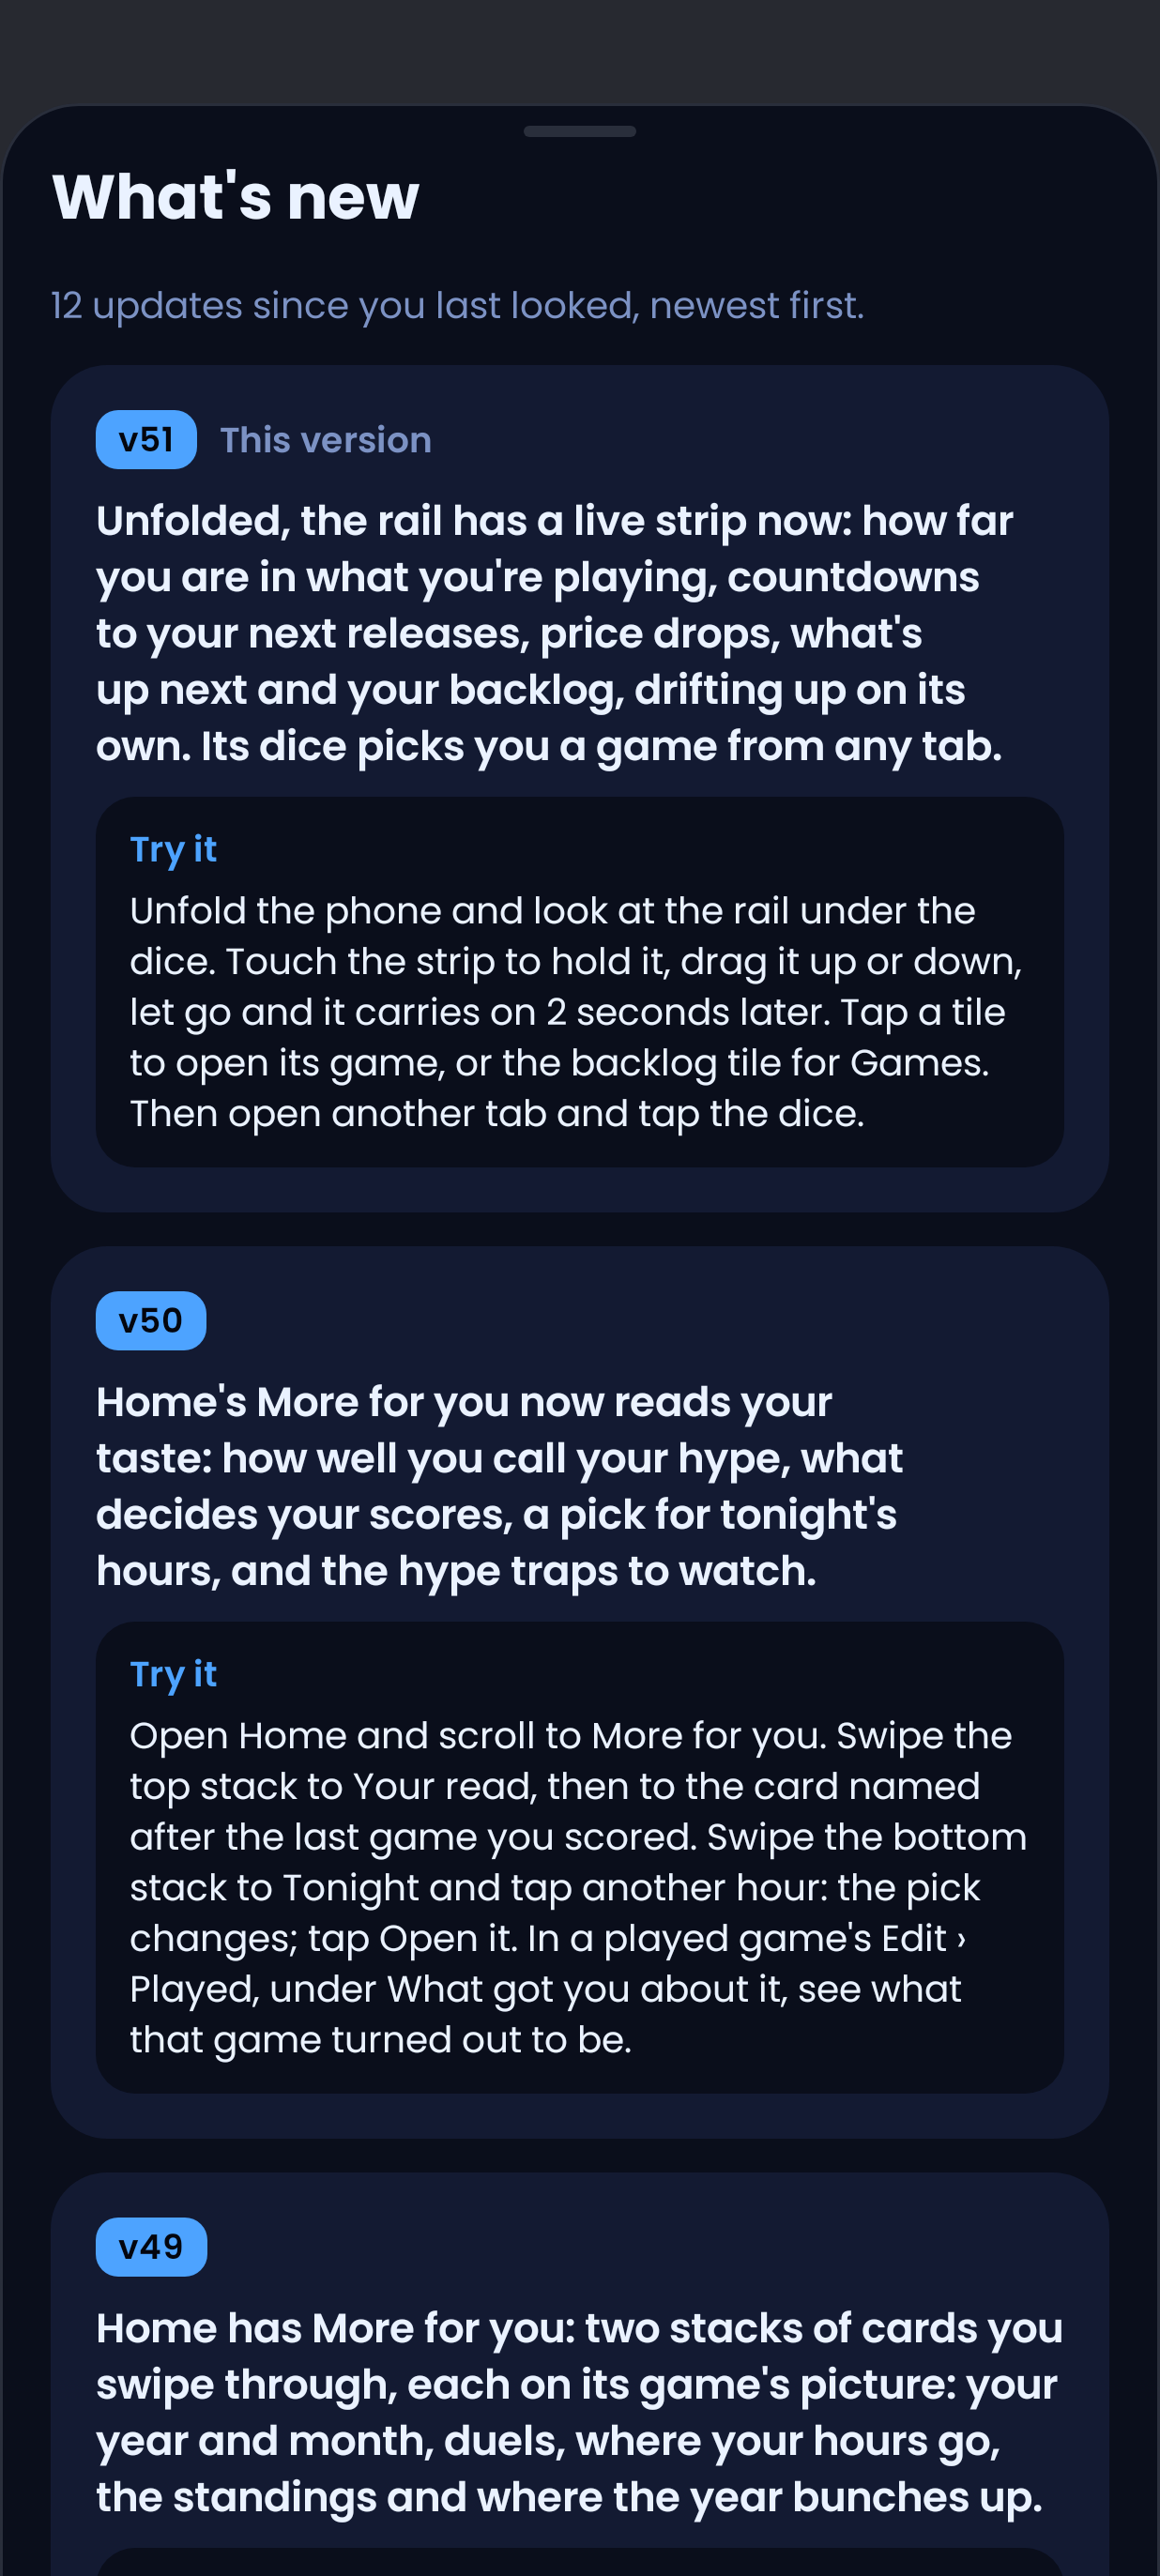 What's new
12 updates since you last looked, newest first.
v51 This version
Unfolded, the rail has a live strip now: how far
you are in what you're playing, countdowns
to your next releases, price drops, what's
up next and your backlog, drifting up on its
own. Its dice picks you a game from any tab.
Try it
Unfold the phone and look at the rail under the
dice. Touch the strip to hold it, drag it up or down,
let go and it carries on 2 seconds later. Tap a tile
to open its game, or the backlog tile for Games.
Then open another tab and tap the dice.
v50
Home's More for you now reads your
taste: how well you call your hype, what
decides your scores, a pick for tonight's
hours, and the hype traps to watch.
Try it
Open Home and scroll to More for you. Swipe the
top stack to Your read, then to the card named
after the last game you scored. Swipe the bottom
stack to Tonight and tap another hour: the pick
changes; tap Open it. In a played game's Edit ›
Played, under What got you about it, see what
that game turned out to be.
v49
Home has More for you: two stacks of cards you
swipe through, each on its game's picture: your
year and month, duels, where your hours go,
the standings and where the year bunches up.